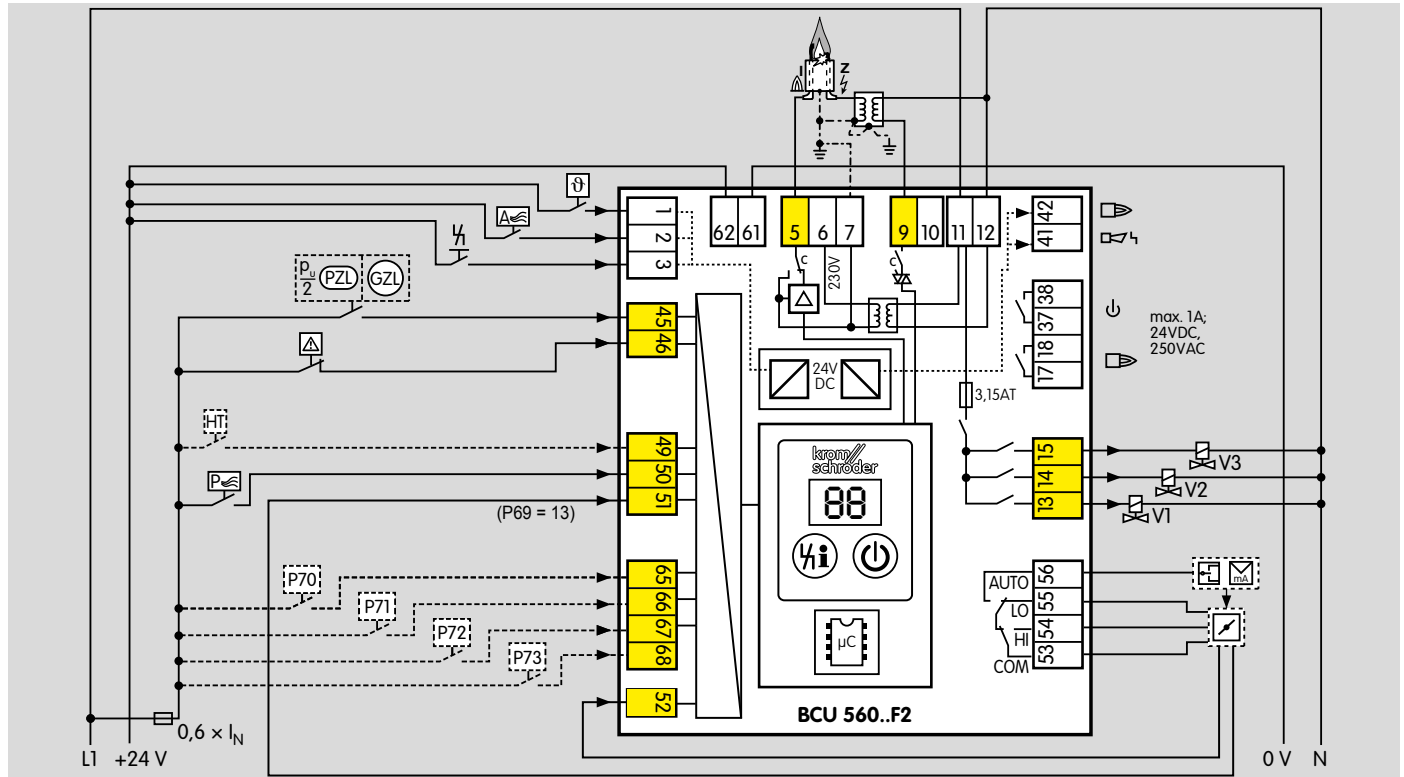 I
Z
ϑ
A
1
2
3
62 61
5 6 7
9 10 11 12
42
41
c
230V
c
p u
2
PZL
GZL
45
46
38
37
18
17
max. 1A;
24VDC,
250VAC
24V
DC
3,15AT
HT
49
50
51
P
(P69 = 13)
krom//
schroder
88
i
15
14
13
V3
V2
V1
P70
P71
P72
P73
65
66
67
68
52
µC
AUTO
LO
HI
COM
56
55
54
53
mA
BCU 560..F2
0,6 × I N
L1 +24 V
0 V N